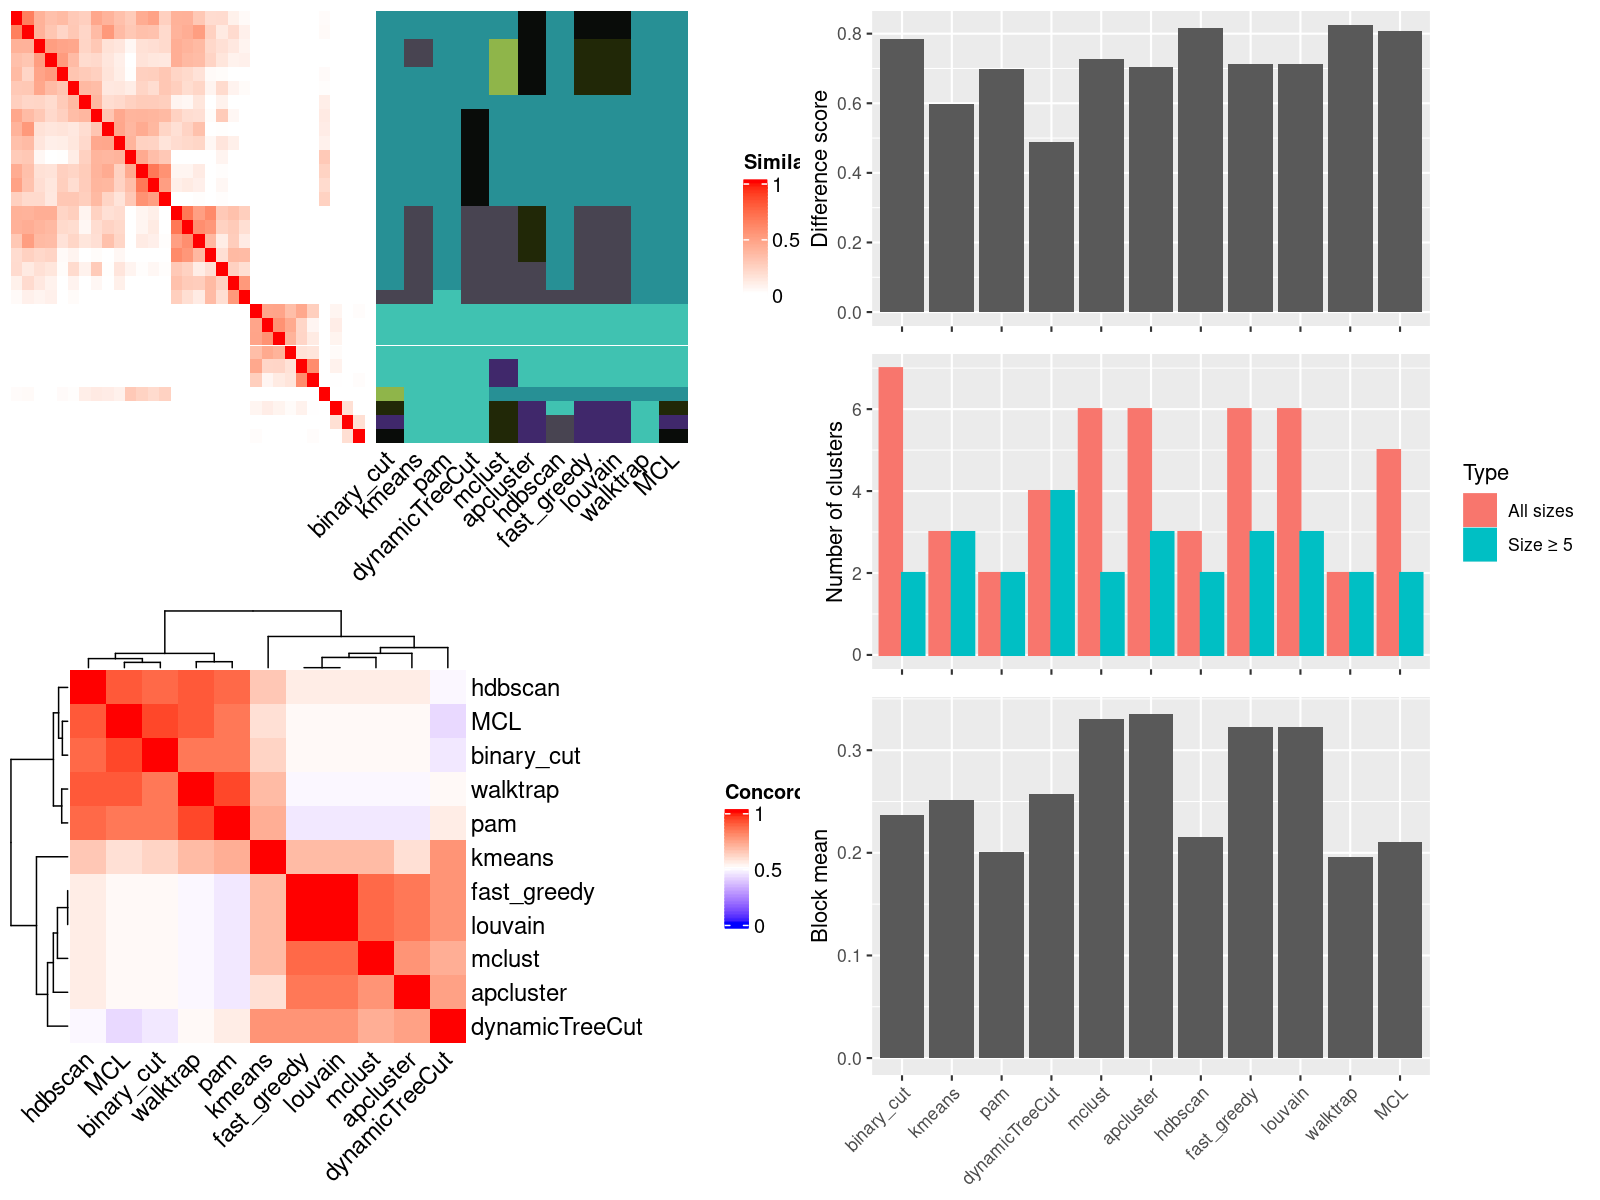 Simila
1
0.5
0
binary_cut
kmeans
pam
dynamicTreeCut
mclust
apcluster
hdbscan
fast_greedy
louvain
walktrap
MCL
hdbscan
MCL
binary_cut
walktrap
pam
kmeans
fast_greedy
louvain
mclust
apcluster
dynamicTreeCut
hdbscan
MCL
binary_cut
walktrap
pam
kmeans
fast_greedy
louvain
mclust
apcluster
dynamicTreeCut
Concord
1
0.5
0
Difference score
0.8
0.6
0.4
0.2
0.0
Number of clusters
6
4
2
0
Type
All sizes
Size ≥ 5
Block mean
0.3
0.2
0.1
0.0
binary_cut
kmeans
pam
dynamicTreeCut
mclust
apcluster
hdbscan
fast_greedy
louvain
walktrap
MCL